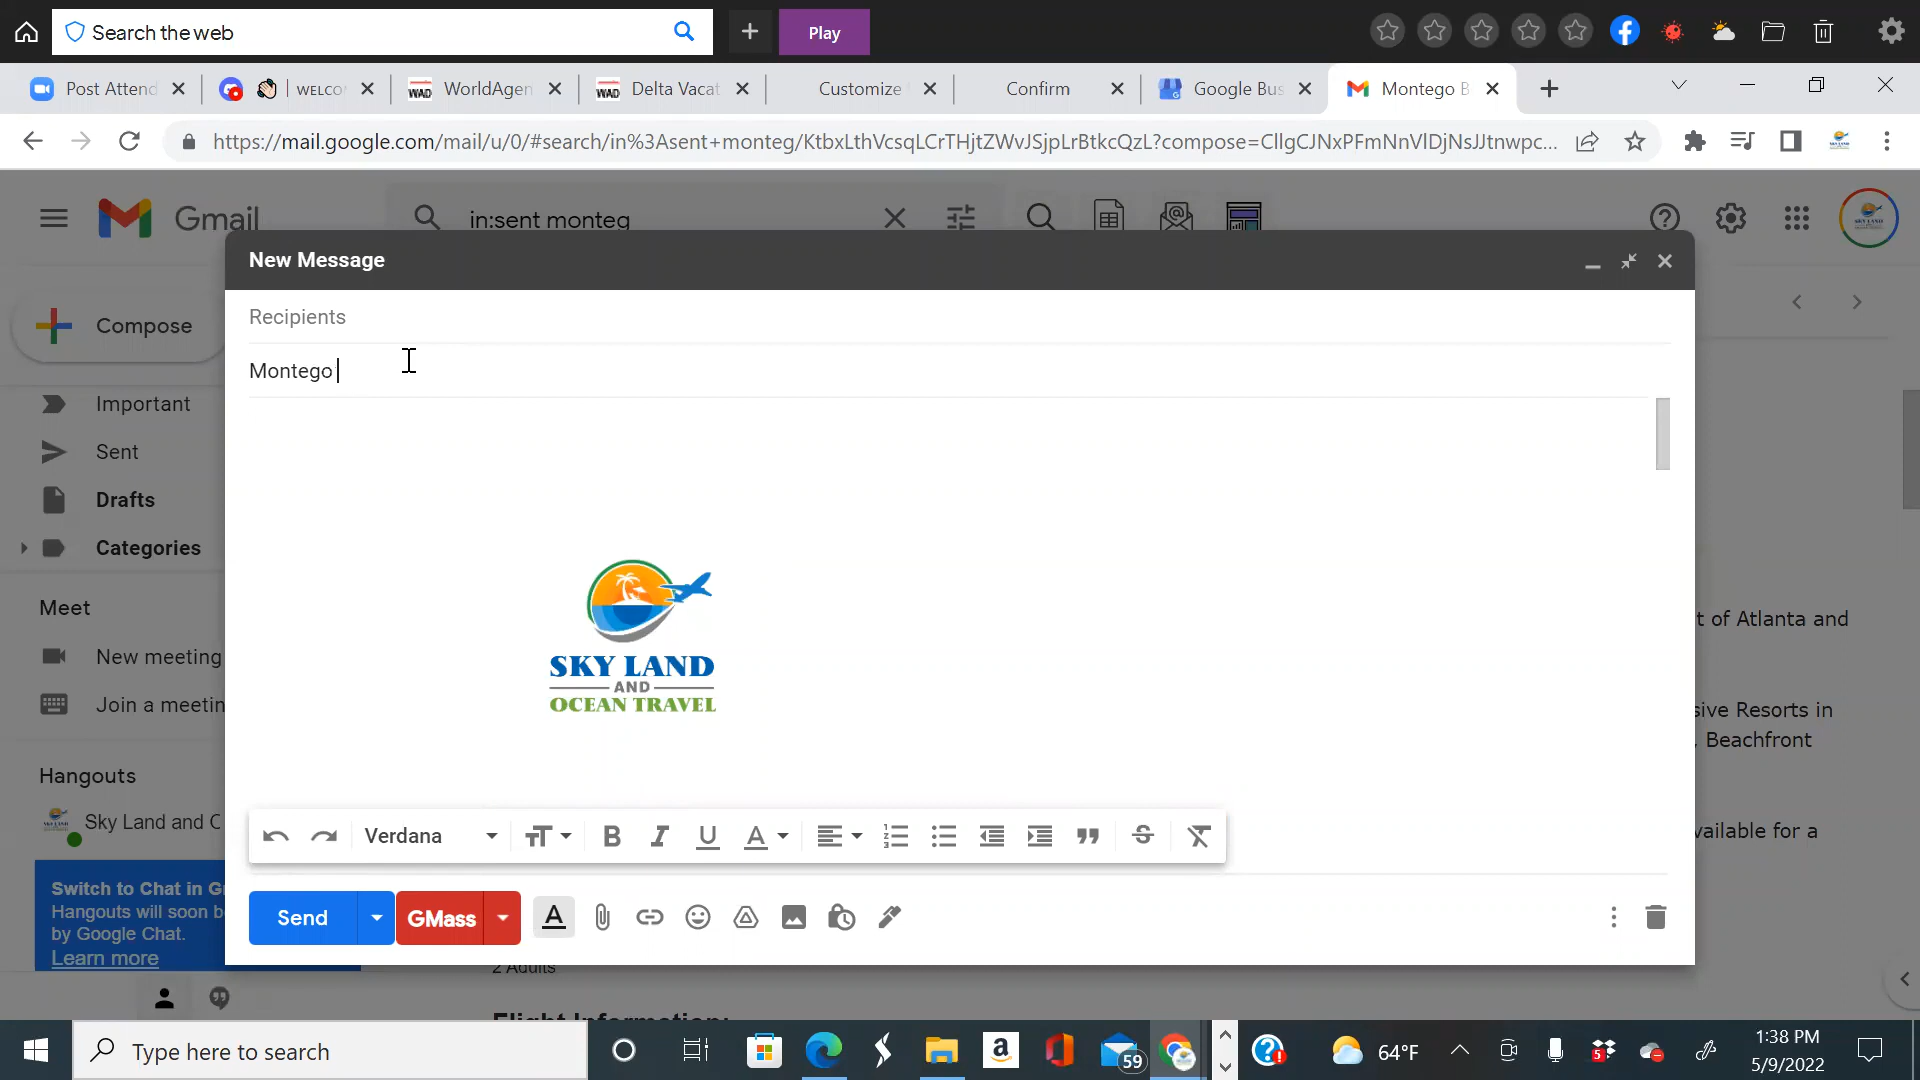 Search the web
Play
Post Attend
WELCO
WorldAgen
Delta Vacat
Customize
Confirm
Google Bus
Montego B
https://mail.google.com/mail/u/0/#search/in%3Asent+monteg/KtbxLthVcsqLCrTHjtZWvJSjpLrBtkcQzL?compose=CllgCJNxPFmNnVlDjNsJJtnwpc...
Gmail
in:sent monteg
New Message
Compose
Recipients
Montego
Important
Sent
Drafts
Categories
Meet
New meeting
Join a meetin
Hangouts
Sky Land and O
Switch to Chat in G
Hangouts will soon b
by Google Chat.
Learn more
SKY LAND
AND
OCEAN TRAVEL
t of Atlanta and
sive Resorts in
, Beachfront
vailable for a
Verdana
Send
GMass
2 Adults
Flight Information:
Type here to search
59
64°F
5
1:38 PM
5/9/2022